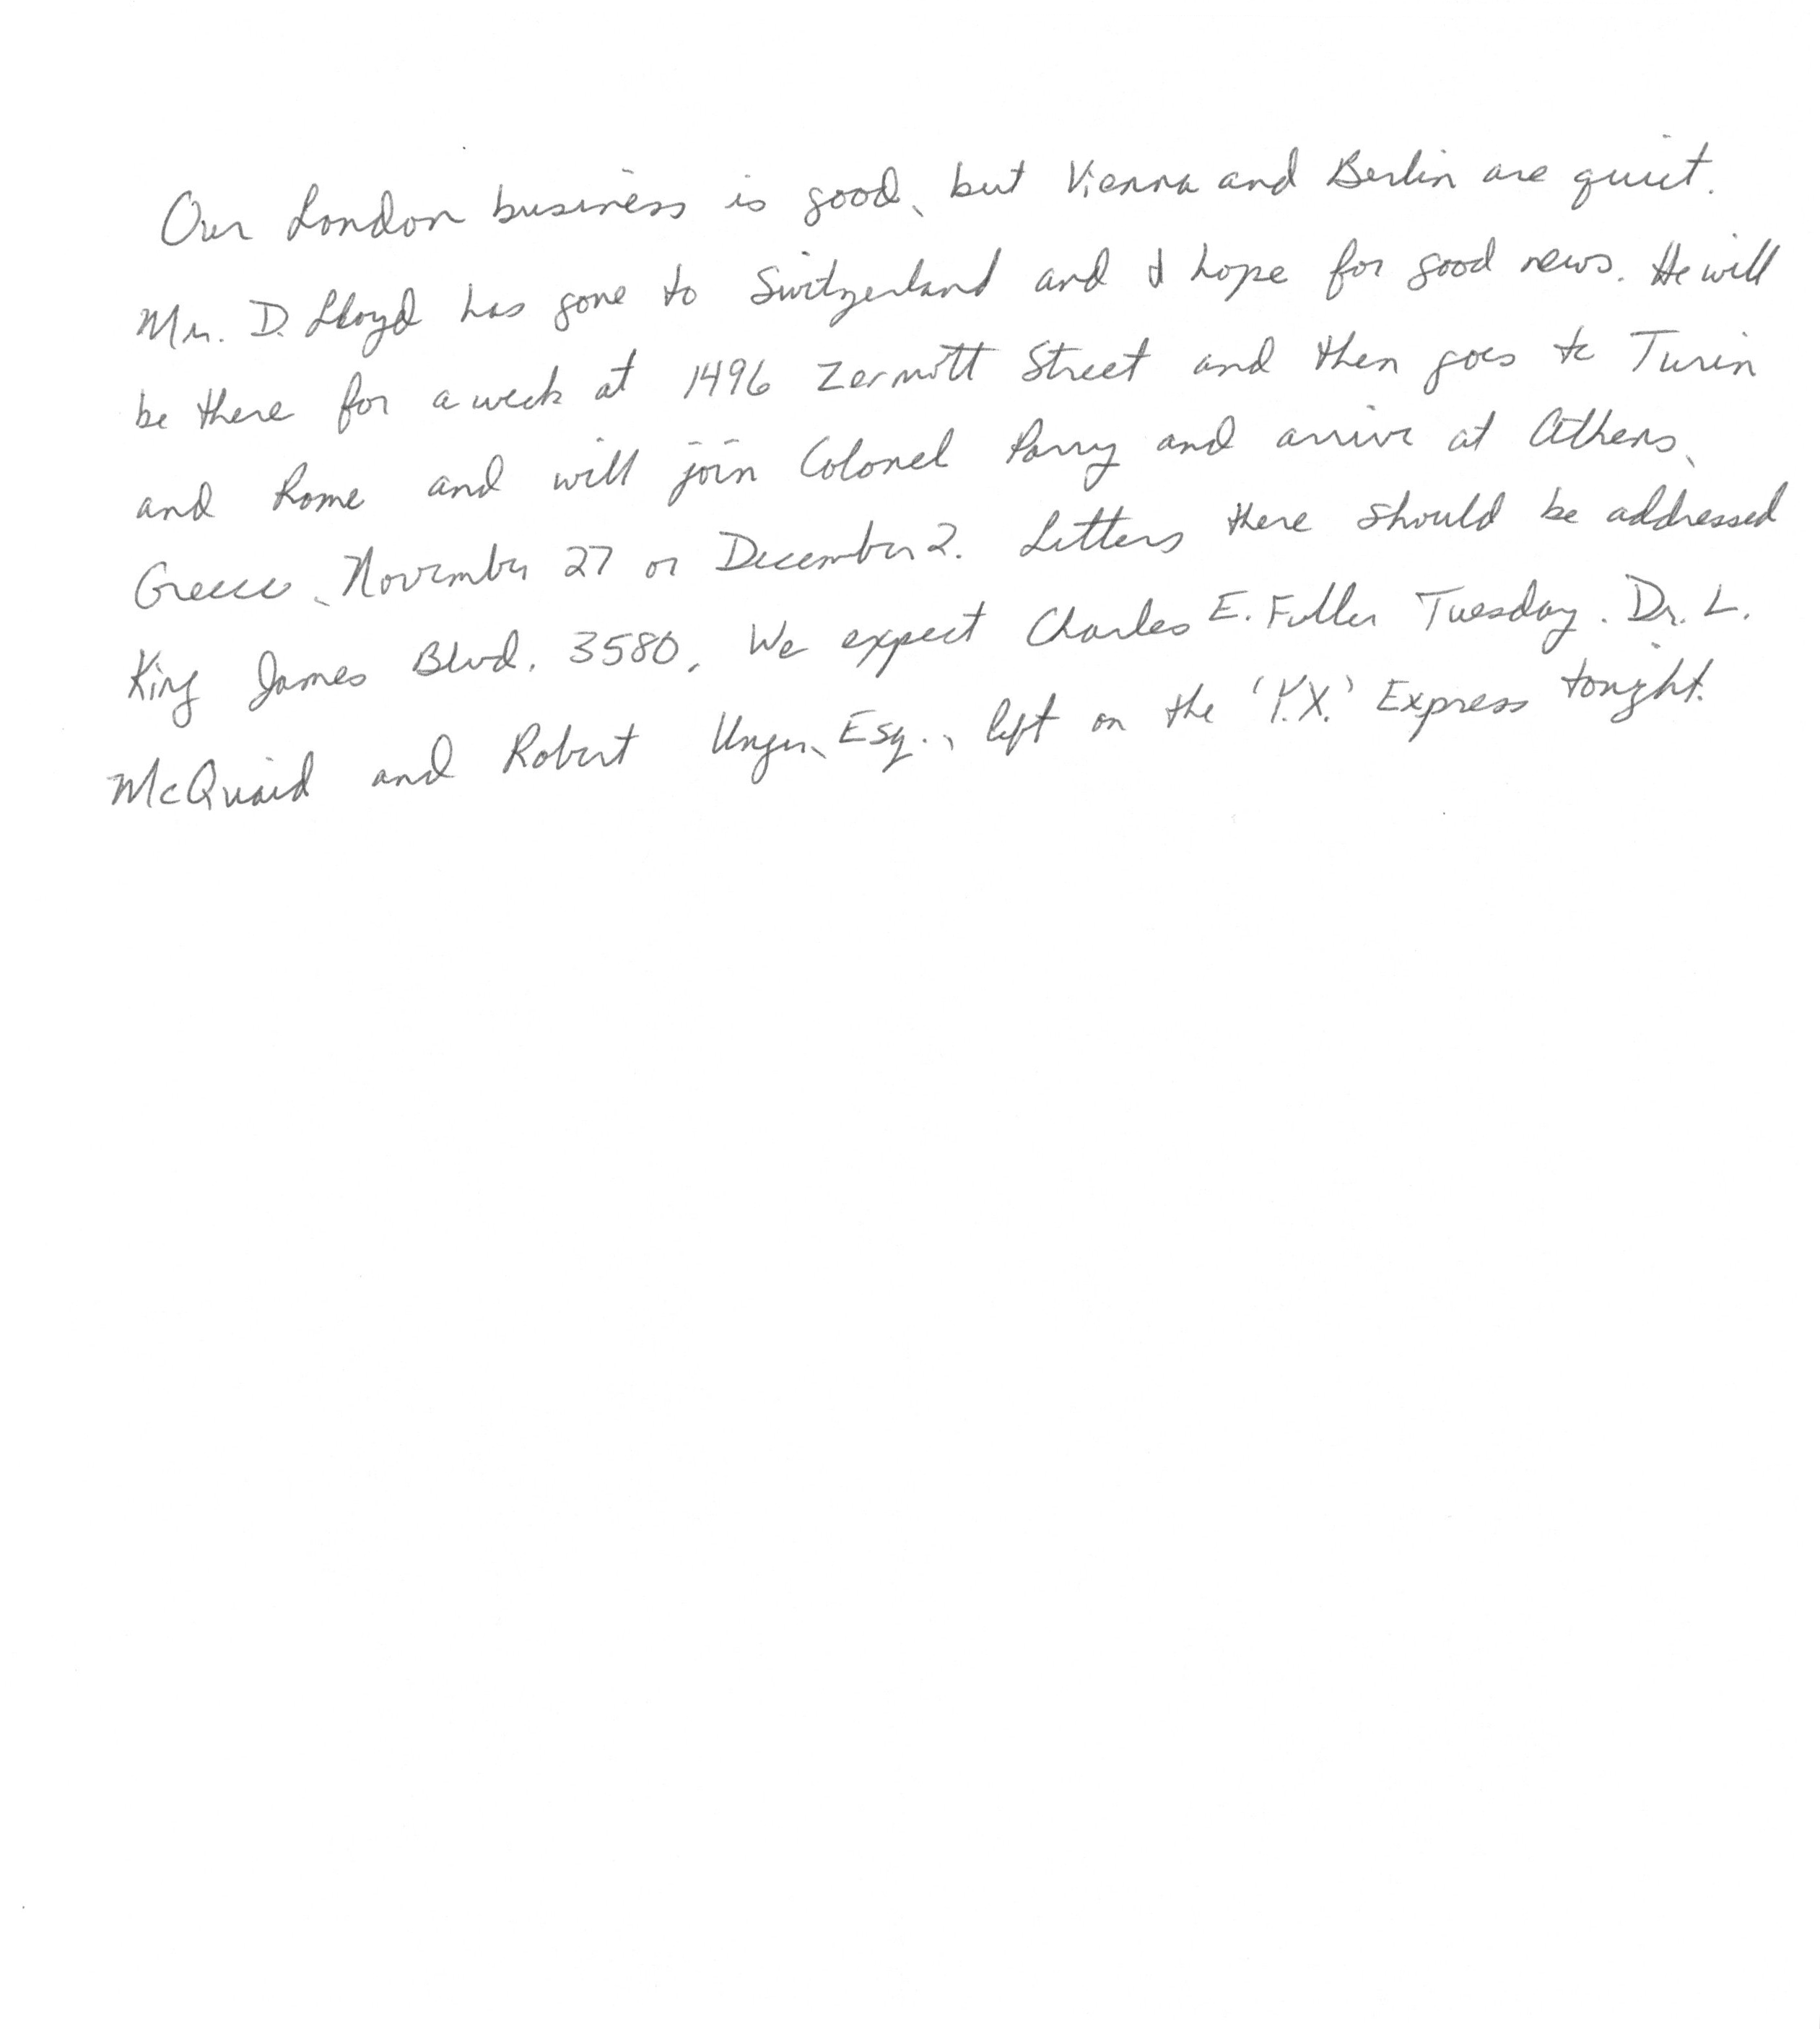 Our London business is good, but Vienna and Berlin are quiet.
Mr. D. Lloyd has gone to Switzerland and I hope for good news. He will
be there for a week at 1496 Zermott Street and then goes to Turin
and Rome and will join Colonel Parry and arrive at Athens,
Greece, November 27 or December 2. Letters there should be addressed
King James Blvd. 3580. We expect Charles E. Fuller Tuesday. Dr. L.
McQuaid and Robert Unger, Esq., left on the 'Y.X.' Express tonight.